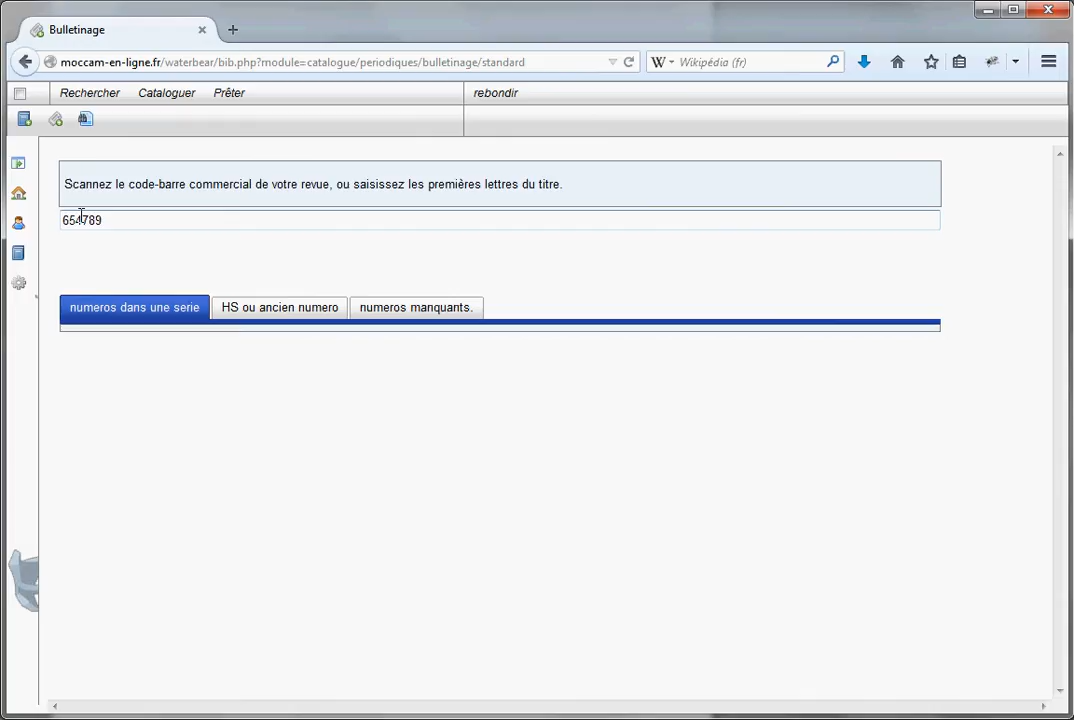 Bulletinage
moccam-en-ligne.fr/waterbear/bib.php?module=catalogue/periodiques/bulletinage/standard
W Wikipédia (fr)
Rechercher Cataloguer Prêter rebondir
Scannez le code-barre commercial de votre revue, ou saisissez les premières lettres du titre.
654789
numeros dans une serie HS ou ancien numero numeros manquants.